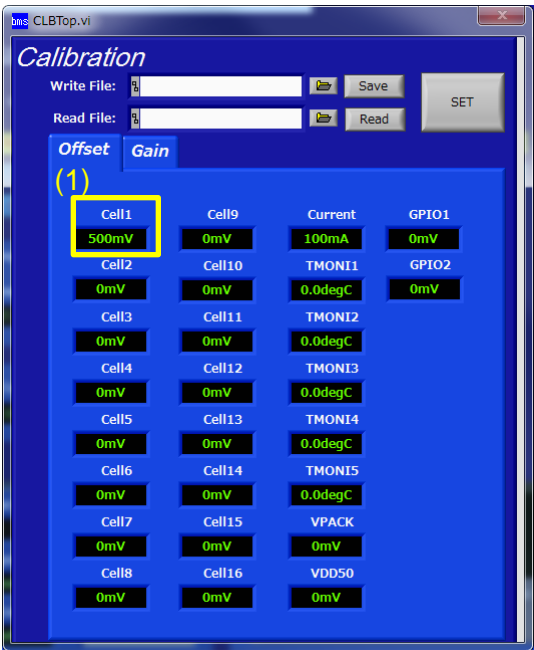 bms CLBTop.vi
Calibration
Write File: Save
SET
Read File: Read
Offset Gain
(1)
Cell1 Cell9 Current GPIO1
500mV 0mV 100mA 0mV
Cell2 Cell10 TMONI1 GPIO2
0mV 0mV 0.0degC 0mV
Cell3 Cell11 TMONI2
0mV 0mV 0.0degC
Cell4 Cell12 TMONI3
0mV 0mV 0.0degC
Cell5 Cell13 TMONI4
0mV 0mV 0.0degC
Cell6 Cell14 TMONI5
0mV 0mV 0.0degC
Cell7 Cell15 VPACK
0mV 0mV 0mV
Cell8 Cell16 VDD50
0mV 0mV 0mV